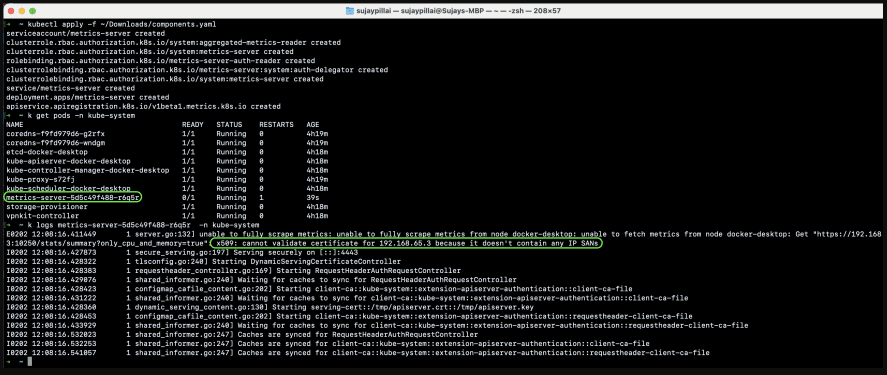 sujaypillai — sujaypillai@Sujays-MBP — ~ — -zsh — 208×57
→ ~ kubectl apply -f ~/Downloads/components.yaml
serviceaccount/metrics-server created
clusterrole.rbac.authorization.k8s.io/system:aggregated-metrics-reader created
clusterrole.rbac.authorization.k8s.io/system:metrics-server created
rolebinding.rbac.authorization.k8s.io/metrics-server-auth-reader created
clusterrolebinding.rbac.authorization.k8s.io/metrics-server:system:auth-delegator created
clusterrolebinding.rbac.authorization.k8s.io/system:metrics-server created
service/metrics-server created
deployment.apps/metrics-server created
apiservice.apiregistration.k8s.io/v1beta1.metrics.k8s.io created
→ ~ k get pods -n kube-system
NAME READY STATUS RESTARTS AGE
coredns-f9fd979d6-g2rfx 1/1 Running 0 4h19m
coredns-f9fd979d6-wndgm 1/1 Running 0 4h19m
etcd-docker-desktop 1/1 Running 0 4h18m
kube-apiserver-docker-desktop 1/1 Running 0 4h18m
kube-controller-manager-docker-desktop 1/1 Running 0 4h18m
kube-proxy-s72fj 1/1 Running 0 4h19m
kube-scheduler-docker-desktop 1/1 Running 0 4h18m
metrics-server-5d5c49f488-r6q5r 0/1 Running 1 39s
storage-provisioner 1/1 Running 0 4h18m
vpnkit-controller 1/1 Running 0 4h18m
→ ~ k logs metrics-server-5d5c49f488-r6q5r -n kube-system
E0202 12:08:16.411449 1 server.go:132] unable to fully scrape metrics: unable to fully scrape metrics from node docker-desktop: unable to fetch metrics from node docker-desktop: Get "https://192.168
3:10250/stats/summary?only_cpu_and_memory=true": x509: cannot validate certificate for 192.168.65.3 because it doesn't contain any IP SANs
I0202 12:08:16.427873 1 secure_serving.go:197] Serving securely on [::]:4443
I0202 12:08:16.428322 1 tlsconfig.go:240] Starting DynamicServingCertificateController
I0202 12:08:16.428383 1 requestheader_controller.go:169] Starting RequestHeaderAuthRequestController
I0202 12:08:16.429076 1 shared_informer.go:240] Waiting for caches to sync for RequestHeaderAuthRequestController
I0202 12:08:16.428423 1 configmap_cafile_content.go:202] Starting client-ca::kube-system::extension-apiserver-authentication::client-ca-file
I0202 12:08:16.431222 1 shared_informer.go:240] Waiting for caches to sync for client-ca::kube-system::extension-apiserver-authentication::client-ca-file
I0202 12:08:16.428360 1 dynamic_serving_content.go:130] Starting serving-cert::/tmp/apiserver.crt::/tmp/apiserver.key
I0202 12:08:16.428453 1 configmap_cafile_content.go:202] Starting client-ca::kube-system::extension-apiserver-authentication::requestheader-client-ca-file
I0202 12:08:16.433929 1 shared_informer.go:240] Waiting for caches to sync for client-ca::kube-system::extension-apiserver-authentication::requestheader-client-ca-file
I0202 12:08:16.532023 1 shared_informer.go:247] Caches are synced for RequestHeaderAuthRequestController
I0202 12:08:16.532253 1 shared_informer.go:247] Caches are synced for client-ca::kube-system::extension-apiserver-authentication::client-ca-file
I0202 12:08:16.541057 1 shared_informer.go:247] Caches are synced for client-ca::kube-system::extension-apiserver-authentication::requestheader-client-ca-file
→ ~